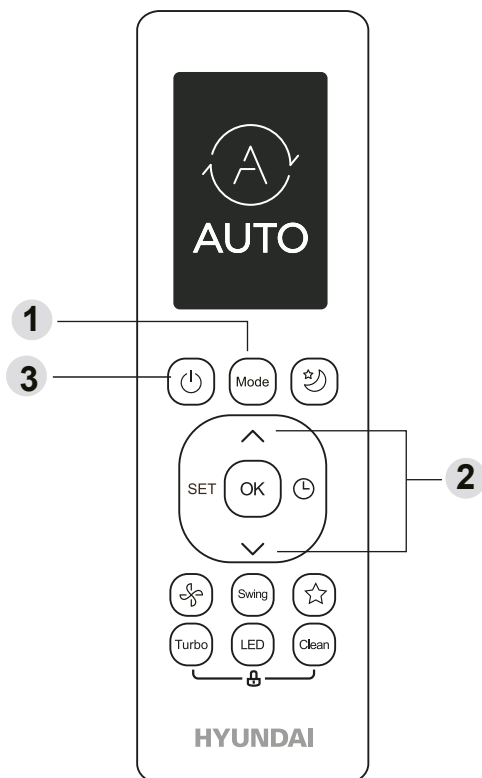 A
AUTO
1
3
Mode
2
SET OK
Swing
Turbo LED Clean
HYUNDAI